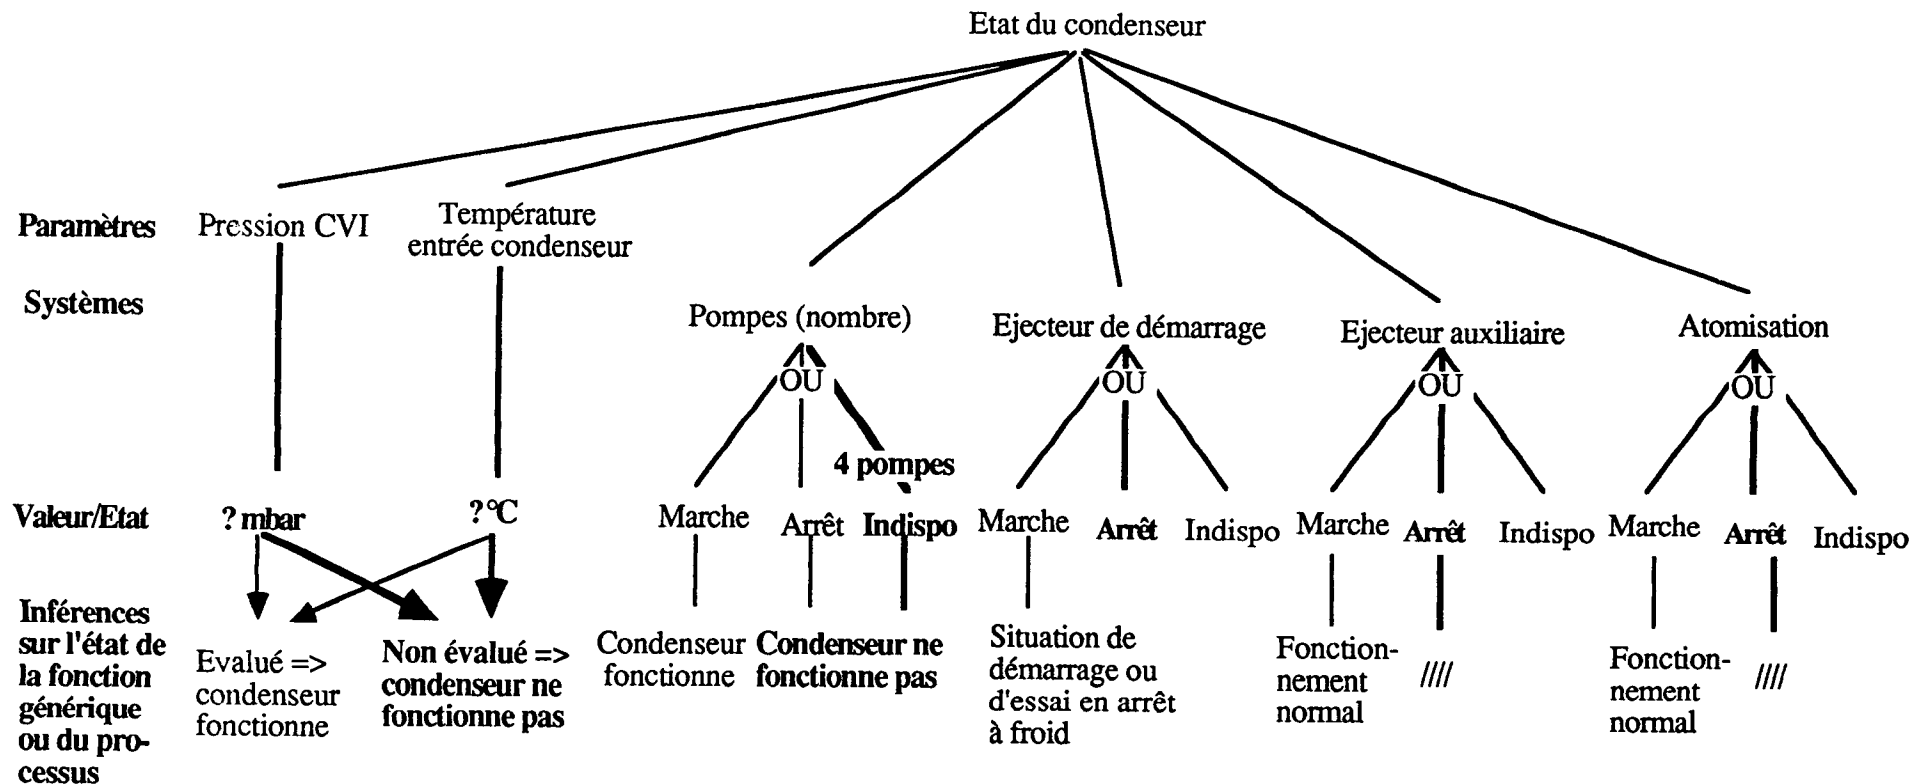 Etat du condenseur
Paramètres
Pression CVI
Température
entrée condenseur
Systèmes
Pompes (nombre)
Ejecteur de démarrage
Ejecteur auxiliaire
Atomisation
OU
OU
OU
OU
4 pompes
Valeur/Etat
? mbar
? °C
Marche
Arrêt
Indispo
Marche
Arrêt
Indispo
Marche
Arrêt
Indispo
Marche
Arrêt
Indispo
Inférences
sur l'état de
la fonction
générique
ou du pro-
cessus
Evalué =>
condenseur
fonctionne
Non évalué =>
condenseur ne
fonctionne pas
Condenseur
fonctionne
Condenseur ne
fonctionne pas
Situation de
démarrage ou
d'essai en arrêt
à froid
Fonction-
nement
normal
////
Fonction-
nement
normal
////